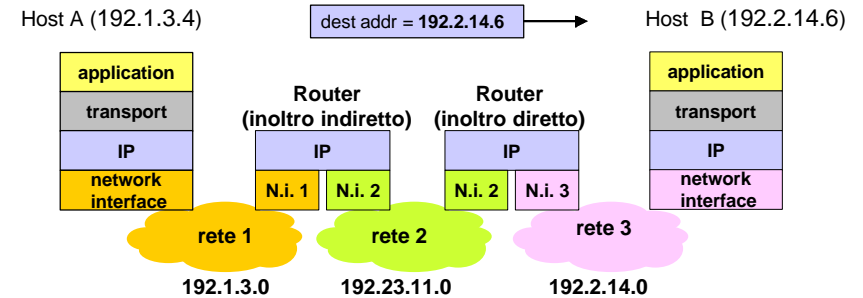 Host A (192.1.3.4)
dest addr = 192.2.14.6
Host B (192.2.14.6)
application
transport
IP
network
interface
Router
(inoltro indiretto)
IP
N.i. 1
N.i. 2
Router
(inoltro diretto)
IP
N.i. 2
N.i. 3
application
transport
IP
network
interface
rete 1
rete 2
rete 3
192.1.3.0
192.23.11.0
192.2.14.0